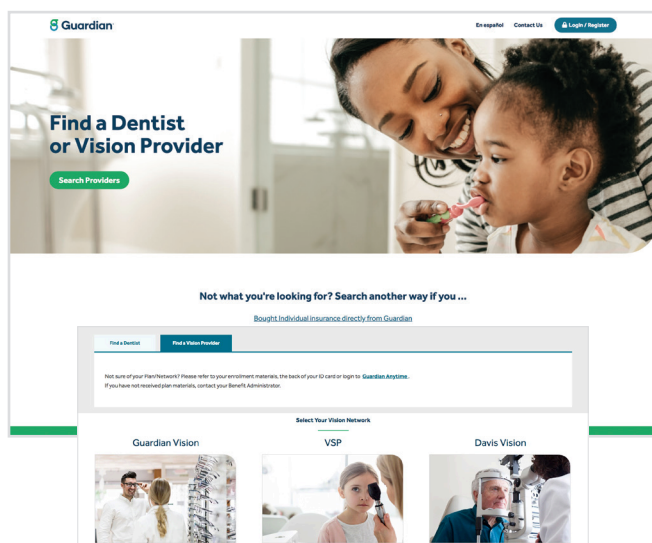 Guardian
En español Contact Us Login / Register
Find a Dentist
or Vision Provider
Search Providers
Not what you're looking for? Search another way if you ...
Bought Individual insurance directly from Guardian
Find a Dentist Find a Vision Provider
Not sure of your Plan/Network? Please refer to your enrollment materials, the back of your ID card or login to Guardian Anytime.
If you have not received plan materials, contact your Benefit Administrator.
Select Your Vision Network
Guardian Vision VSP Davis Vision